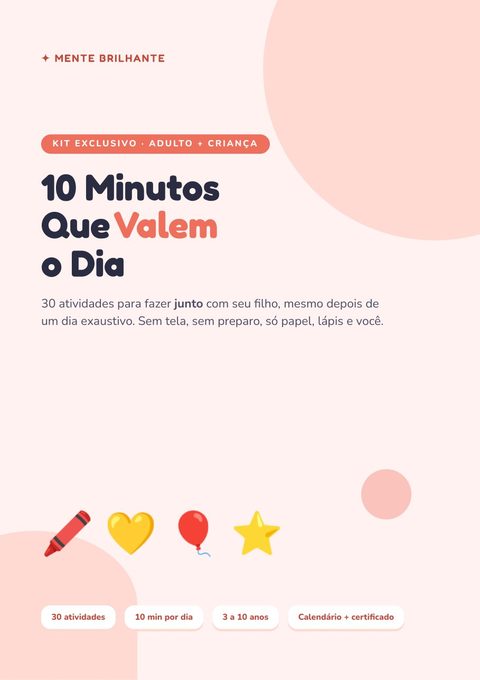 ✦ MENTE BRILHANTE
KIT EXCLUSIVO · ADULTO + CRIANÇA
10 Minutos
Que Valem
o Dia
30 atividades para fazer junto com seu filho, mesmo depois de
um dia exaustivo. Sem tela, sem preparo, só papel, lápis e você.
30 atividades
10 min por dia
3 a 10 anos
Calendário + certificado